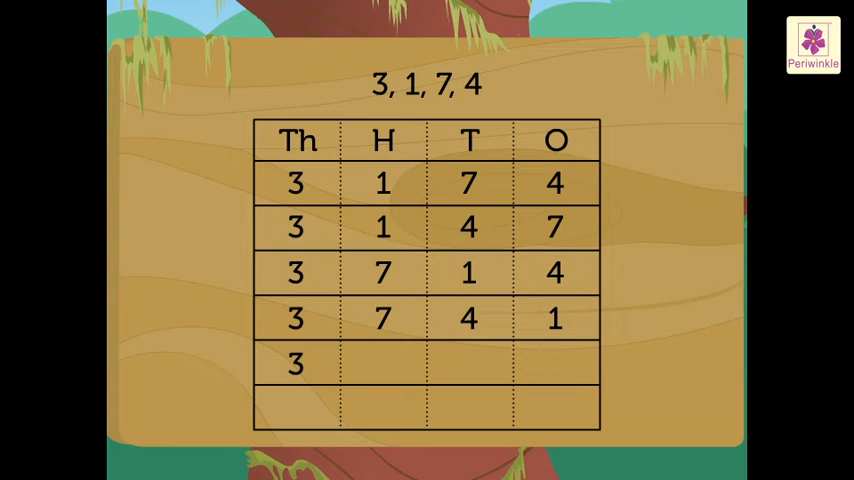 Periwinkle
3, 1, 7, 4
Th H T O
3 1 7 4
3 1 4 7
3 7 1 4
3 7 4 1
3